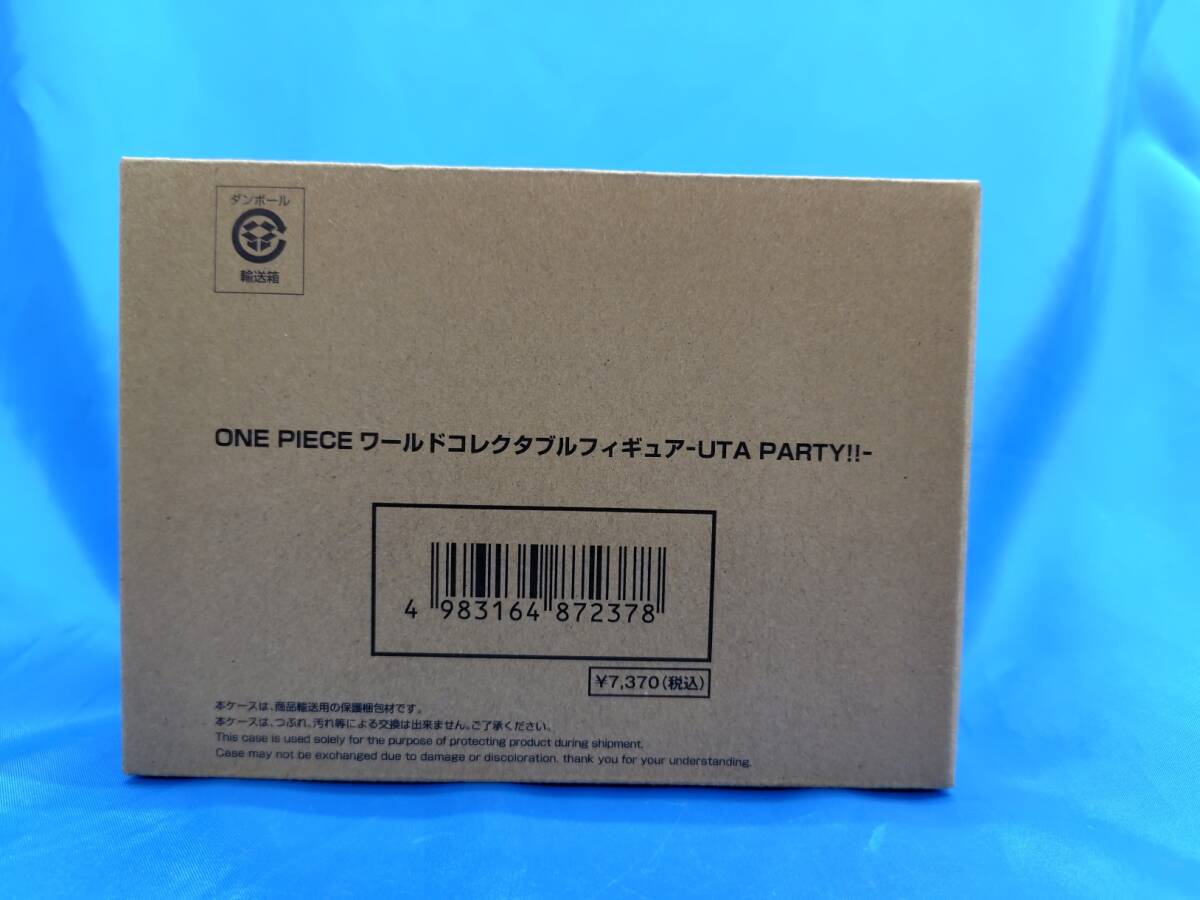 ダンボール
輸送箱
ONE PIECE ワールドコレクタブルフィギュア-UTA PARTY!!-
4 983164 872378
¥7,370(税込)
本ケースは、商品輸送用の保護梱包材です。
本ケースは、つぶれ、汚れ等による交換は出来ません。ご了承ください。
This case is used solely for the purpose of protecting product during shipment.
Case may not be exchanged due to damage or discoloration. thank you for your understanding.